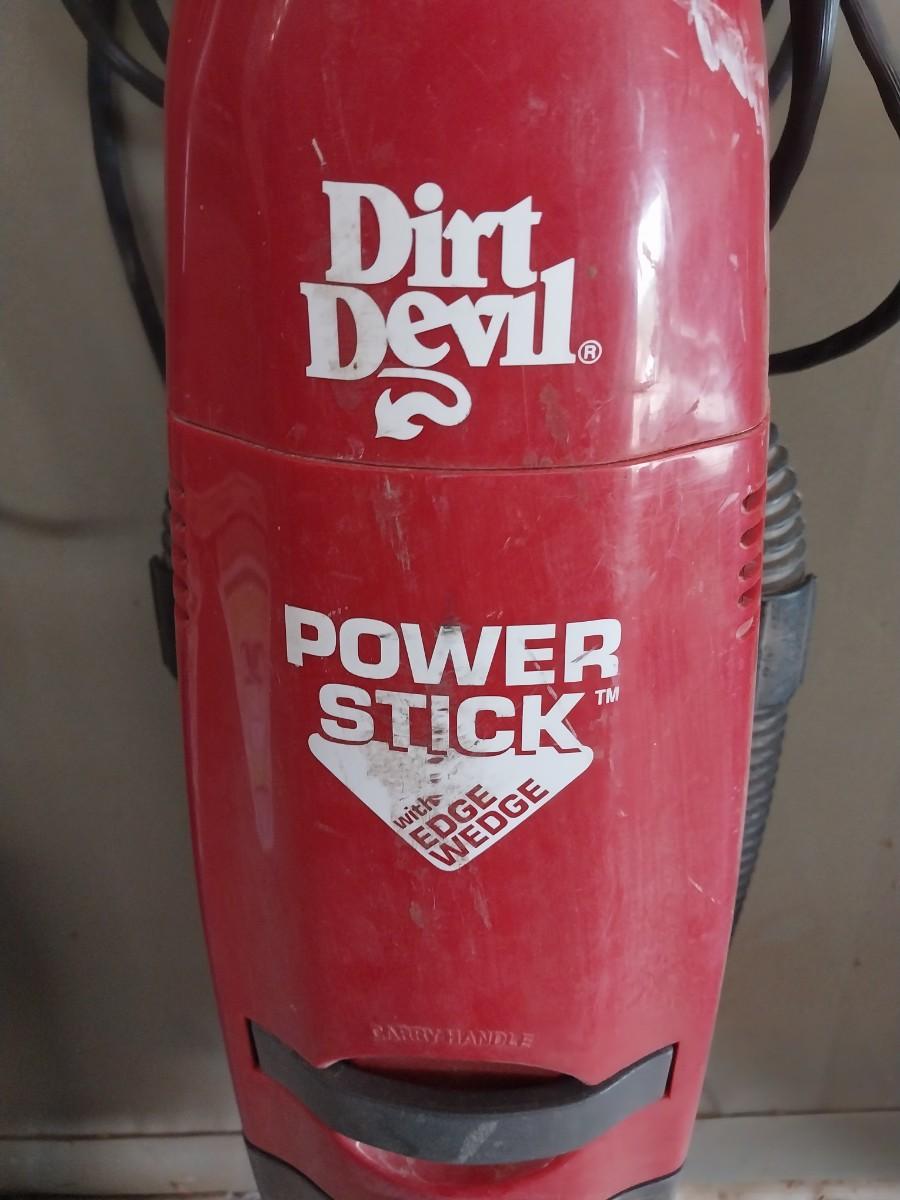 Dirt
Devil®
POWER
STICK™
with
EDGE
WEDGE
CARRY HANDLE